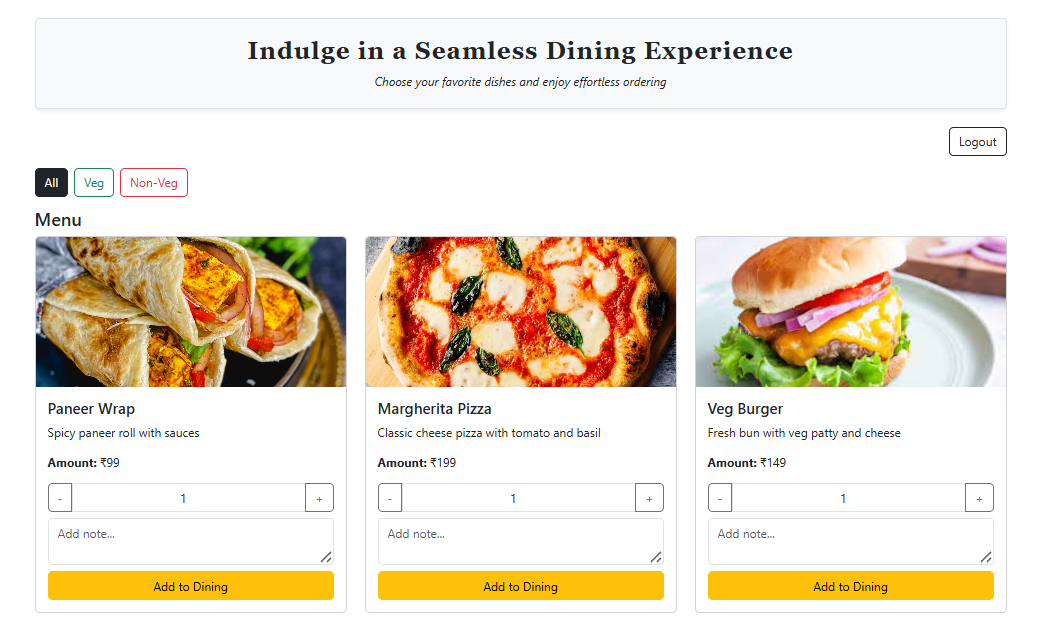 Indulge in a Seamless Dining Experience
Choose your favorite dishes and enjoy effortless ordering
Logout
All Veg Non-Veg
Menu
Paneer Wrap
Spicy paneer roll with sauces
Amount: ₹99
- 1 +
Add note...
Add to Dining
Margherita Pizza
Classic cheese pizza with tomato and basil
Amount: ₹199
- 1 +
Add note...
Add to Dining
Veg Burger
Fresh bun with veg patty and cheese
Amount: ₹149
- 1 +
Add note...
Add to Dining